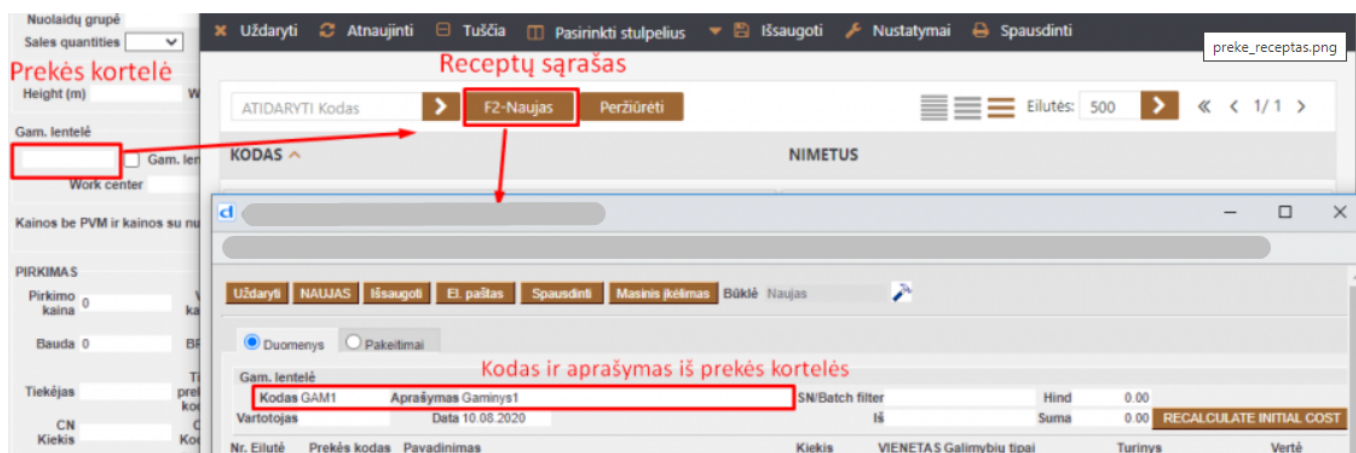 Nuolaidų grupė
Sales quantities
Prekės kortelė
Height (m) W
Gam. lentelė
Gam. len
Work center
Kainos be PVM ir kainos su nu
PIRKIMAS
Pirkimo kaina 0
ka
Bauda 0
Tiekėjas
prek
kod
CN Kiekis
Kod
Uždaryti Atnaujinti Tuščia Pasirinkti stulpelius Išsaugoti Nustatymai Spausdinti
preke_receptas.png
Receptų sąrašas
ATIDARYTI Kodas F2-Naujas Peržiūrėti Eilutės: 500 1/1
KODAS NIMETUS
Uždaryti NAUJAS Išsaugoti El. paštas Spausdinti Masinis įkėlimas Būklė Naujas
Duomenys Pakeitimai
Kodas ir aprašymas iš prekės kortelės
Gam. lentelė
Kodas GAM1 Aprašymas Gaminys1 SN/Batch filter Hind 0.00
Vartotojas Data 10.08.2020 Iš Suma 0.00 RECALCULATE INITIAL COST
Nr. Eilutė Prekės kodas Pavadinimas Kiekis VIENETAS Galimybių tipai Turinys Vertė